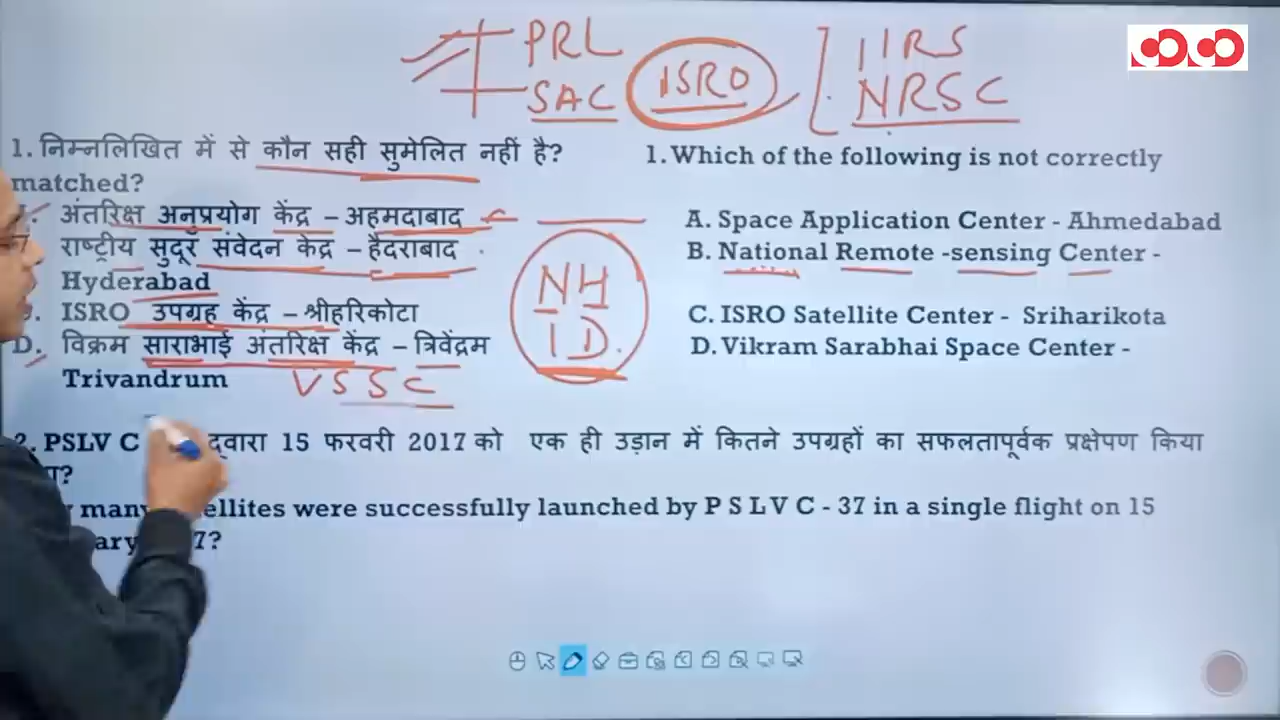 PRL
SAC
ISRO
IIRS
NRSC
1. निम्नलिखित में से कौन सही सुमेलित नहीं है?
1. Which of the following is not correctly
matched?
अंतरिक्ष अनुप्रयोग केंद्र – अहमदाबाद
A. Space Application Center - Ahmedabad
राष्ट्रीय सुदूर संवेदन केंद्र – हैदराबाद
B. National Remote -sensing Center -
Hyderabad
NH
ID.
ISRO उपग्रह केंद्र – श्रीहरिकोटा
C. ISRO Satellite Center - Sriharikota
D. विक्रम साराभाई अंतरिक्ष केंद्र – त्रिवेंद्रम
D. Vikram Sarabhai Space Center -
Trivandrum
VSSC
2. PSLV C द्वारा 15 फरवरी 2017 को एक ही उड़ान में कितने उपग्रहों का सफलतापूर्वक प्रक्षेपण किया
many were successfully launched by P S L V C - 37 in a single flight on 15